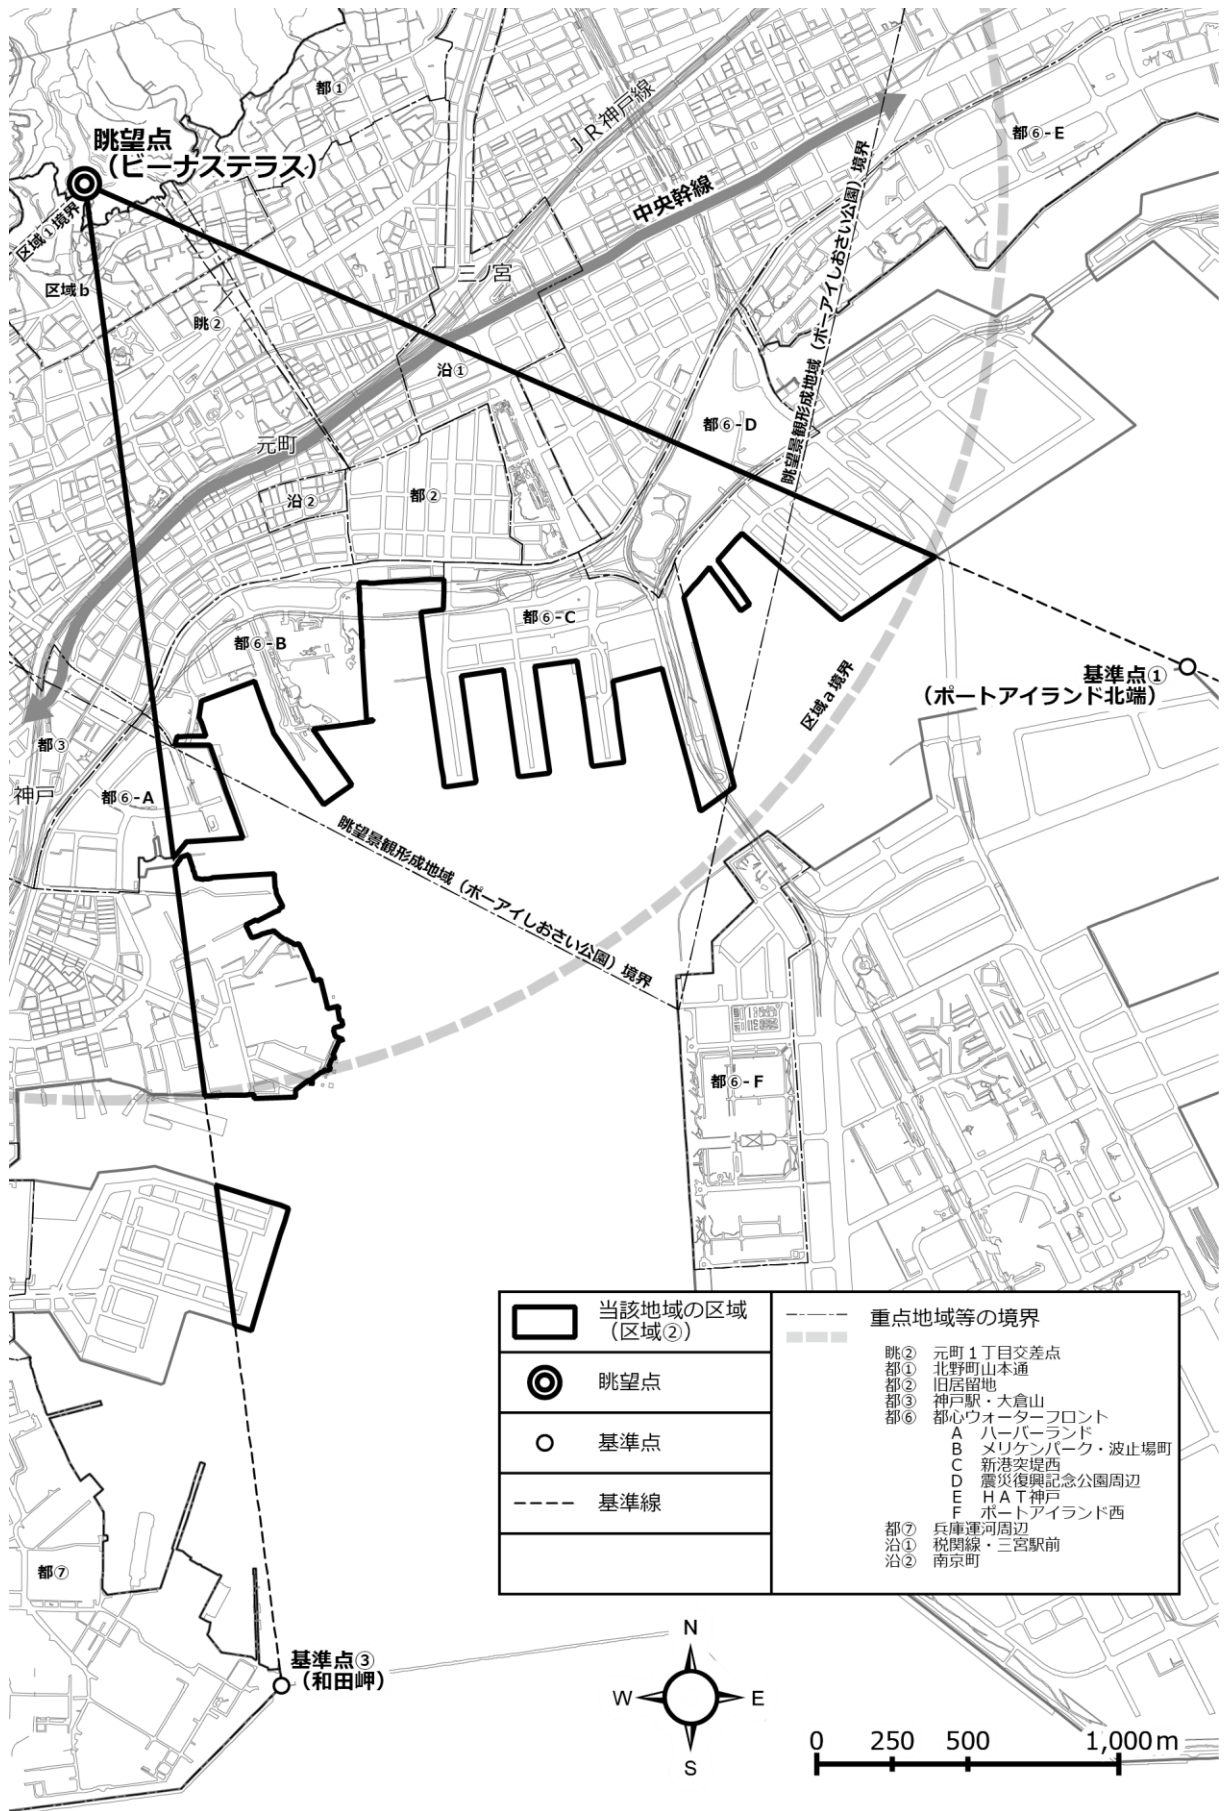 都①
都⑥-E
眺望点
（ビーナステラス）
ＪＲ神戸線
中央幹線
眺望景観形成地域（ポーアイしおさい公園）境界
区域①境界
区域ｂ
三ノ宮
眺②
沿①
都⑥-D
元町
沿②
都②
都⑥-C
都⑥-B
区域ａ境界
基準点①
（ポートアイランド北端）
都③
神戸
都⑥-A
眺望景観形成地域（ポーアイしおさい公園）境界
都⑥-F
当該地域の区域
（区域②）
眺望点
基準点
基準線
重点地域等の境界
眺② 元町１丁目交差点
都① 北野町山本通
都② 旧居留地
都③ 神戸駅・大倉山
都⑥ 都心ウォーターフロント
A ハーバーランド
B メリケンパーク・波止場町
C 新港突堤西
D 震災復興記念公園周辺
E ＨＡＴ神戸
F ポートアイランド西
都⑦ 兵庫運河周辺
沿① 税関線・三宮駅前
沿② 南京町
都⑦
基準点③
（和田岬）
N
W E
S
0 250 500 1,000m